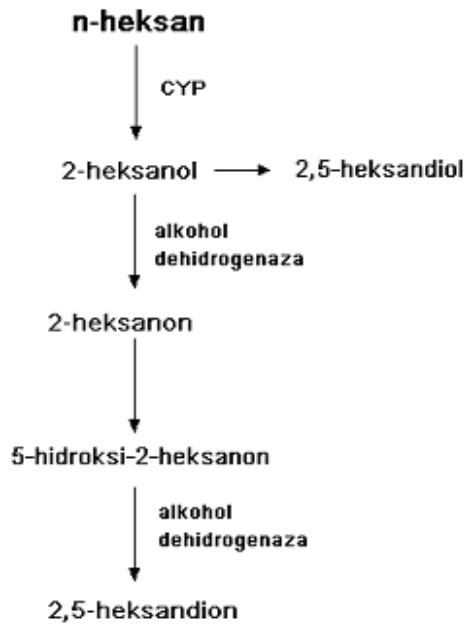 n-heksan
CYP
2-heksanol
2,5-heksandiol
alkohol
dehidrogenaza
2-heksanon
5-hidroksi-2-heksanon
alkohol
dehidrogenaza
2,5-heksandion